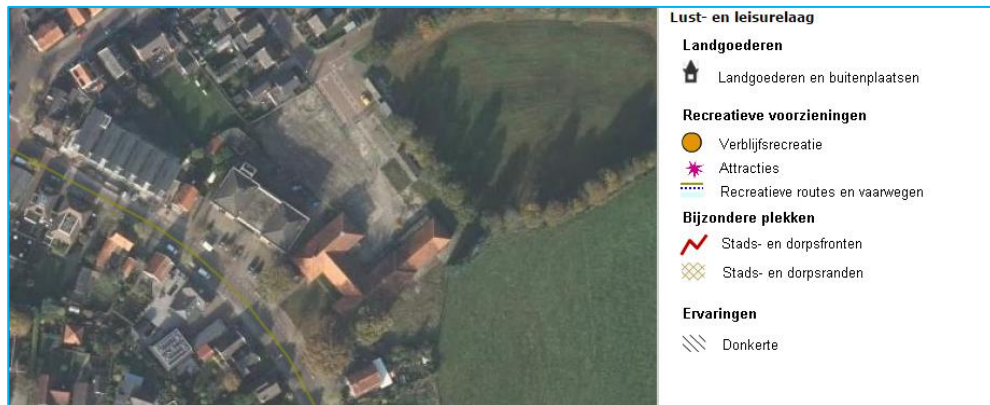 Lust- en leisurelaag
Landgoederen
Landgoederen en buitenplaatsen
Recreatieve voorzieningen
Verblijfsrecreatie
Attracties
Recreatieve routes en vaarwegen
Bijzondere plekken
Stads- en dorpsfronten
Stads- en dorpsranden
Ervaringen
Donkerte